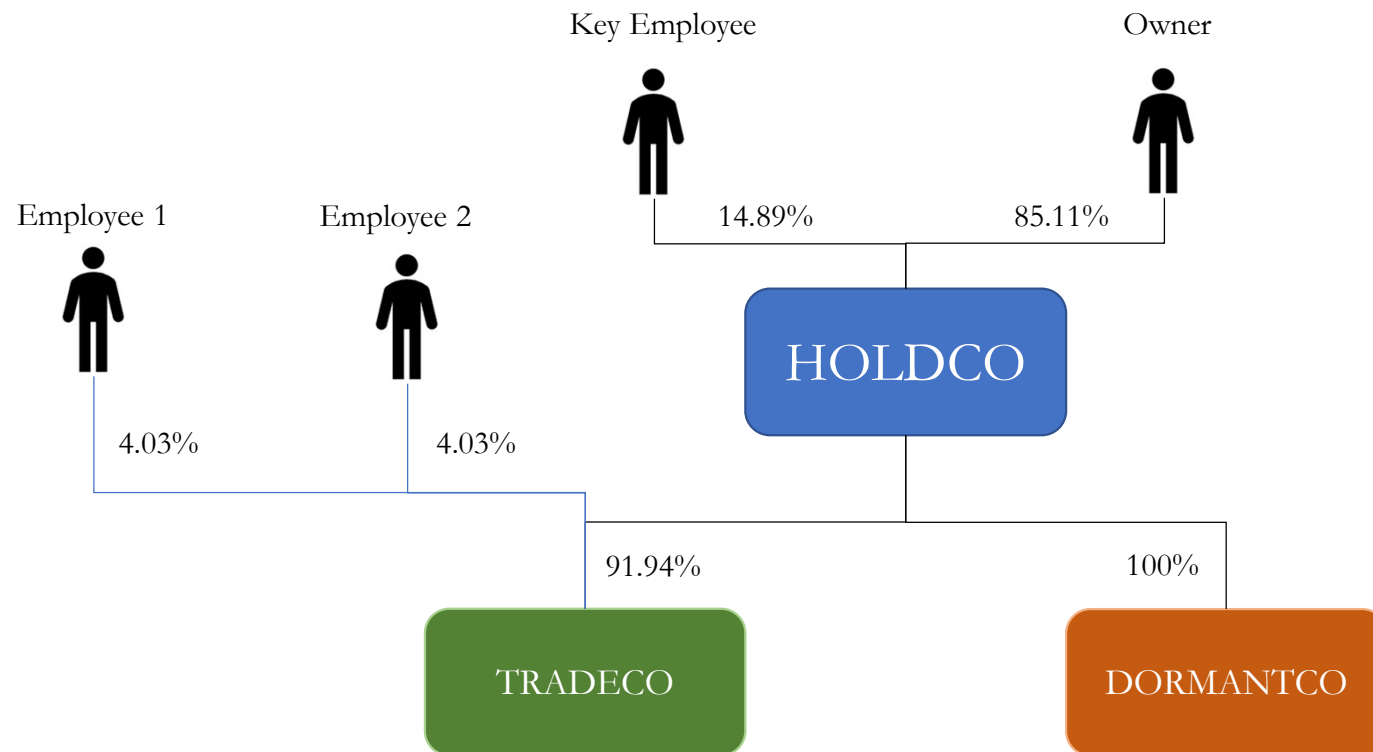 Key Employee
Owner
Employee 1
Employee 2
14.89%
85.11%
HOLDCO
4.03%
4.03%
91.94%
100%
TRADECO
DORMANTCO